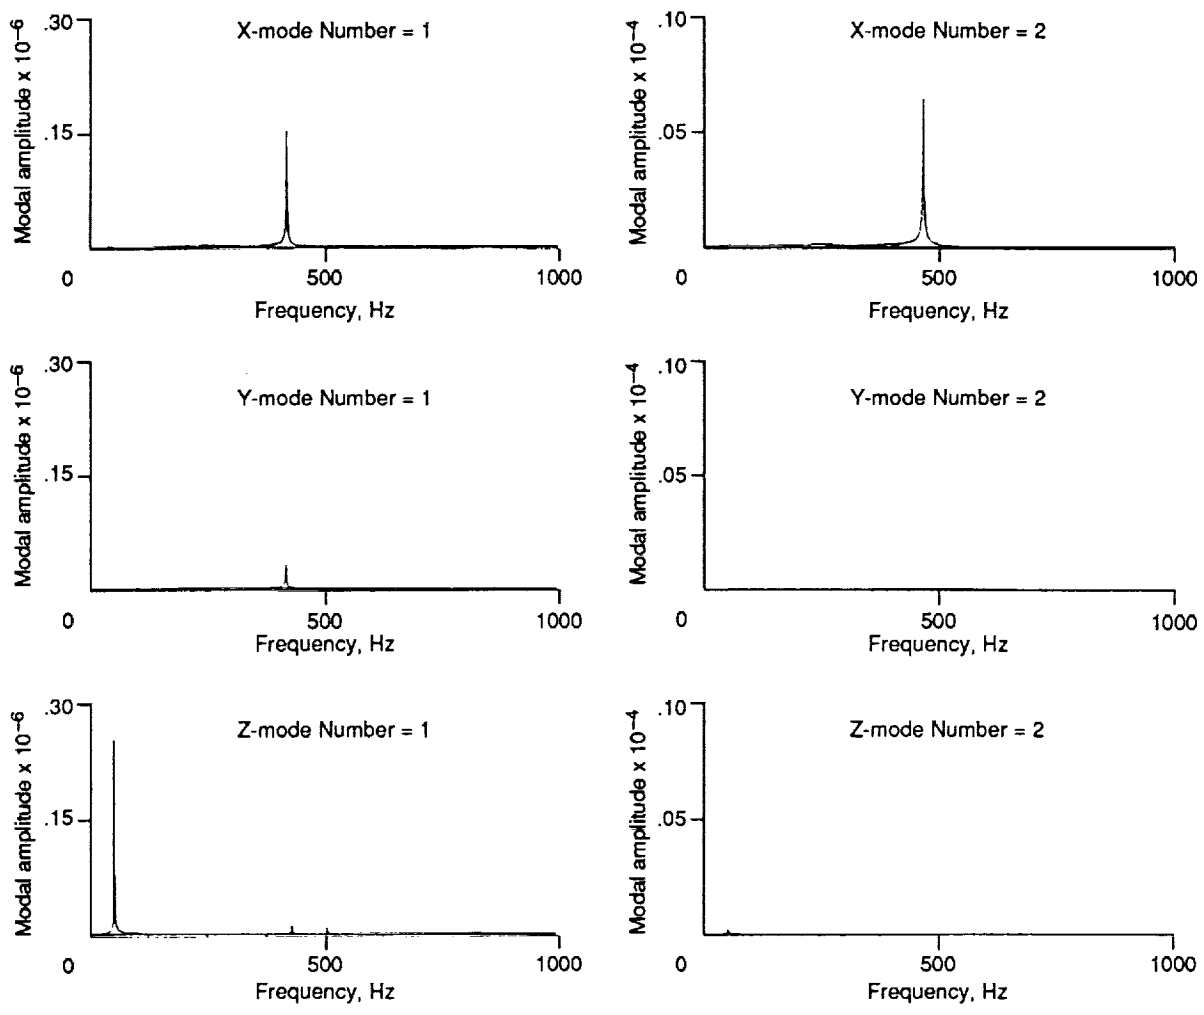 X-mode Number = 1
Modal amplitude x 10⁻⁶
.30
.15
0
500
1000
Frequency, Hz
X-mode Number = 2
Modal amplitude x 10⁻⁴
.10
.05
0
500
1000
Frequency, Hz
Y-mode Number = 1
Modal amplitude x 10⁻⁶
.30
.15
0
500
1000
Frequency, Hz
Y-mode Number = 2
Modal amplitude x 10⁻⁴
.10
.05
0
500
1000
Frequency, Hz
Z-mode Number = 1
Modal amplitude x 10⁻⁶
.30
.15
0
500
1000
Frequency, Hz
Z-mode Number = 2
Modal amplitude x 10⁻⁴
.10
.05
0
500
1000
Frequency, Hz